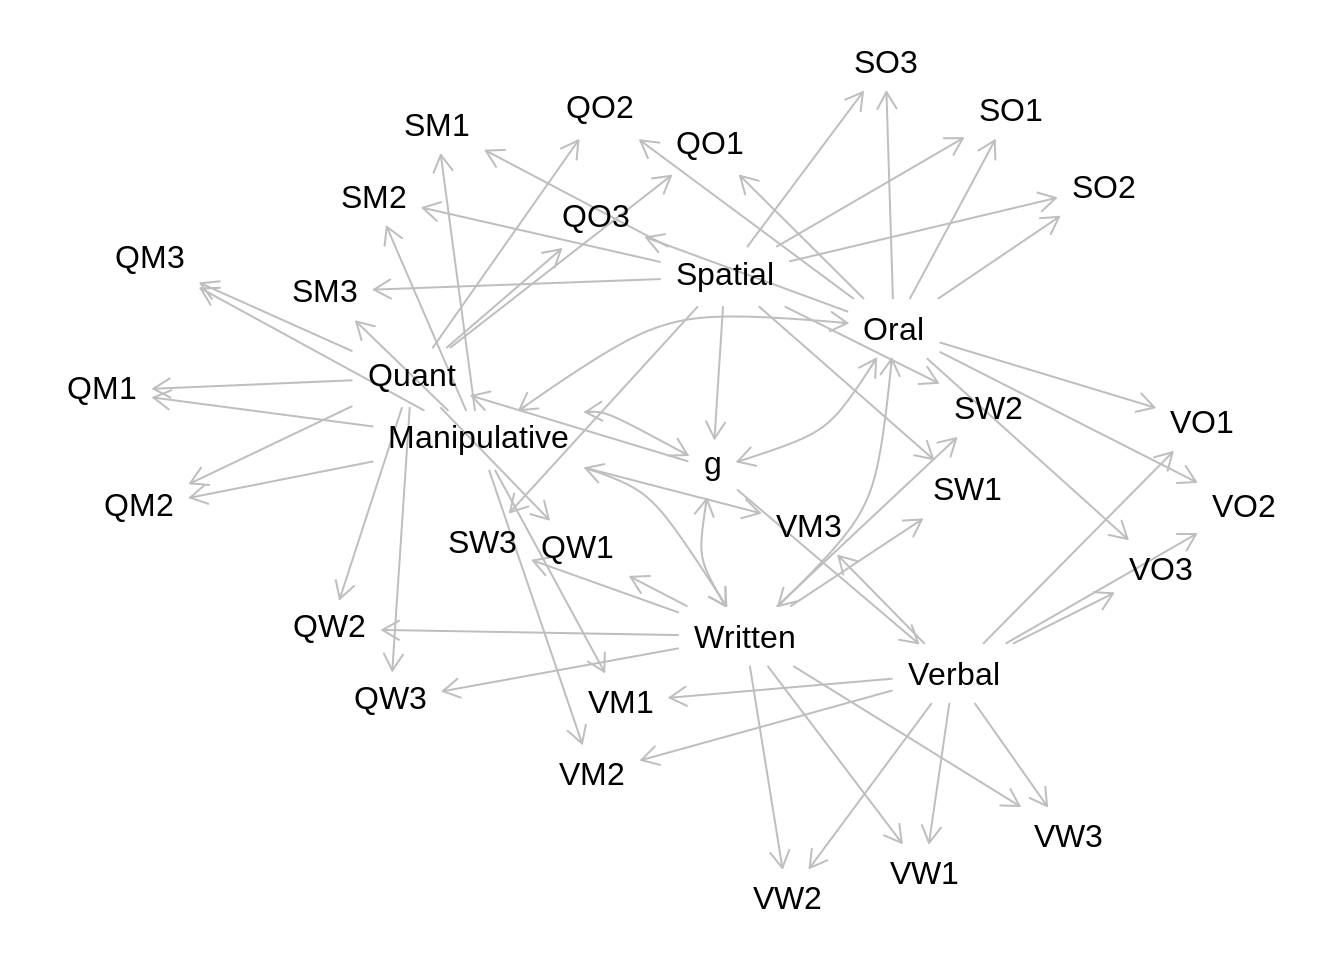 SO3
QO2
SO1
SM1
QO1
SO2
SM2
QO3
QM3
Spatial
SM3
Oral
Quant
QM1
SW2
VO1
Manipulative
g
SW1
QM2
VO2
VM3
SW3
QW1
VO3
QW2
Written
Verbal
QW3
VM1
VM2
VW3
VW1
VW2